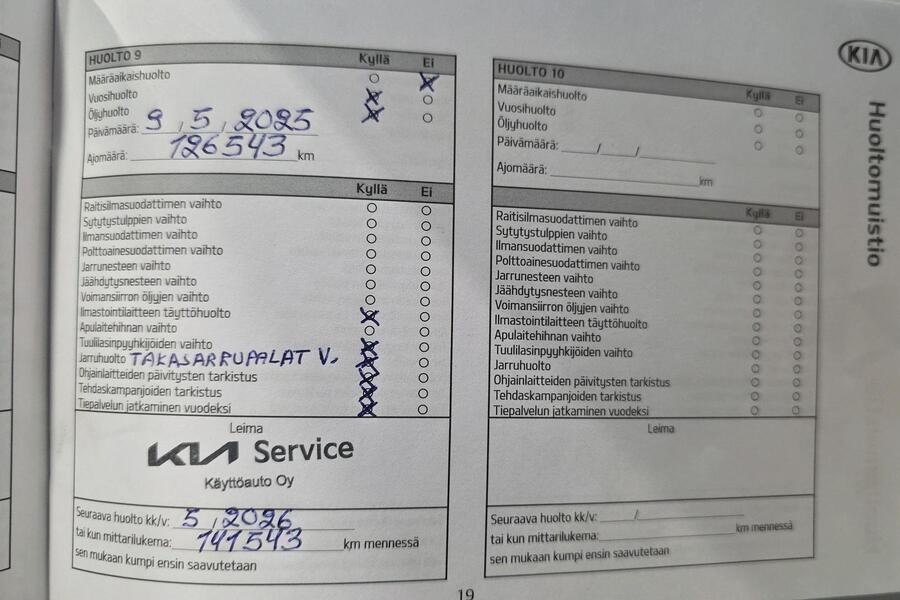 HUOLTO 9 Kyllä Ei
Määräaikaishuolto
Vuosihuolto
Öljyhuolto
Päivämäärä: 9 , 5 , 2025
Ajomäärä: 126543 km
Kyllä Ei
Raitisilmasuodattimen vaihto
Sytytystulppien vaihto
Ilmansuodattimen vaihto
Polttoainesuodattimen vaihto
Jarrunesteen vaihto
Jäähdytysnesteen vaihto
Voimansiirron öljyjen vaihto
Ilmastointilaitteen täyttöhuolto
Apulaitehihnan vaihto
Tuulilasinpyyhkijöiden vaihto
Jarruhuolto TAKAJARRUPALAT V.
Ohjainlaitteiden päivitysten tarkistus
Tehdaskampanjoiden tarkistus
Tiepalvelun jatkaminen vuodeksi
Leima
KIA Service
Käyttöauto Oy
Seuraava huolto kk/v: 5 , 2026
tai kun mittarilukema: 141543 km mennessä
sen mukaan kumpi ensin saavutetaan
HUOLTO 10 Kyllä Ei
Määräaikaishuolto
Vuosihuolto
Öljyhuolto
Päivämäärä: / /
Ajomäärä: km
Kyllä Ei
Raitisilmasuodattimen vaihto
Sytytystulppien vaihto
Ilmansuodattimen vaihto
Polttoainesuodattimen vaihto
Jarrunesteen vaihto
Jäähdytysnesteen vaihto
Voimansiirron öljyjen vaihto
Ilmastointilaitteen täyttöhuolto
Apulaitehihnan vaihto
Tuulilasinpyyhkijöiden vaihto
Jarruhuolto
Ohjainlaitteiden päivitysten tarkistus
Tehdaskampanjoiden tarkistus
Tiepalvelun jatkaminen vuodeksi
Leima
Seuraava huolto kk/v: /
tai kun mittarilukema: km mennessä
sen mukaan kumpi ensin saavutetaan
KIA
Huoltomuistio
19